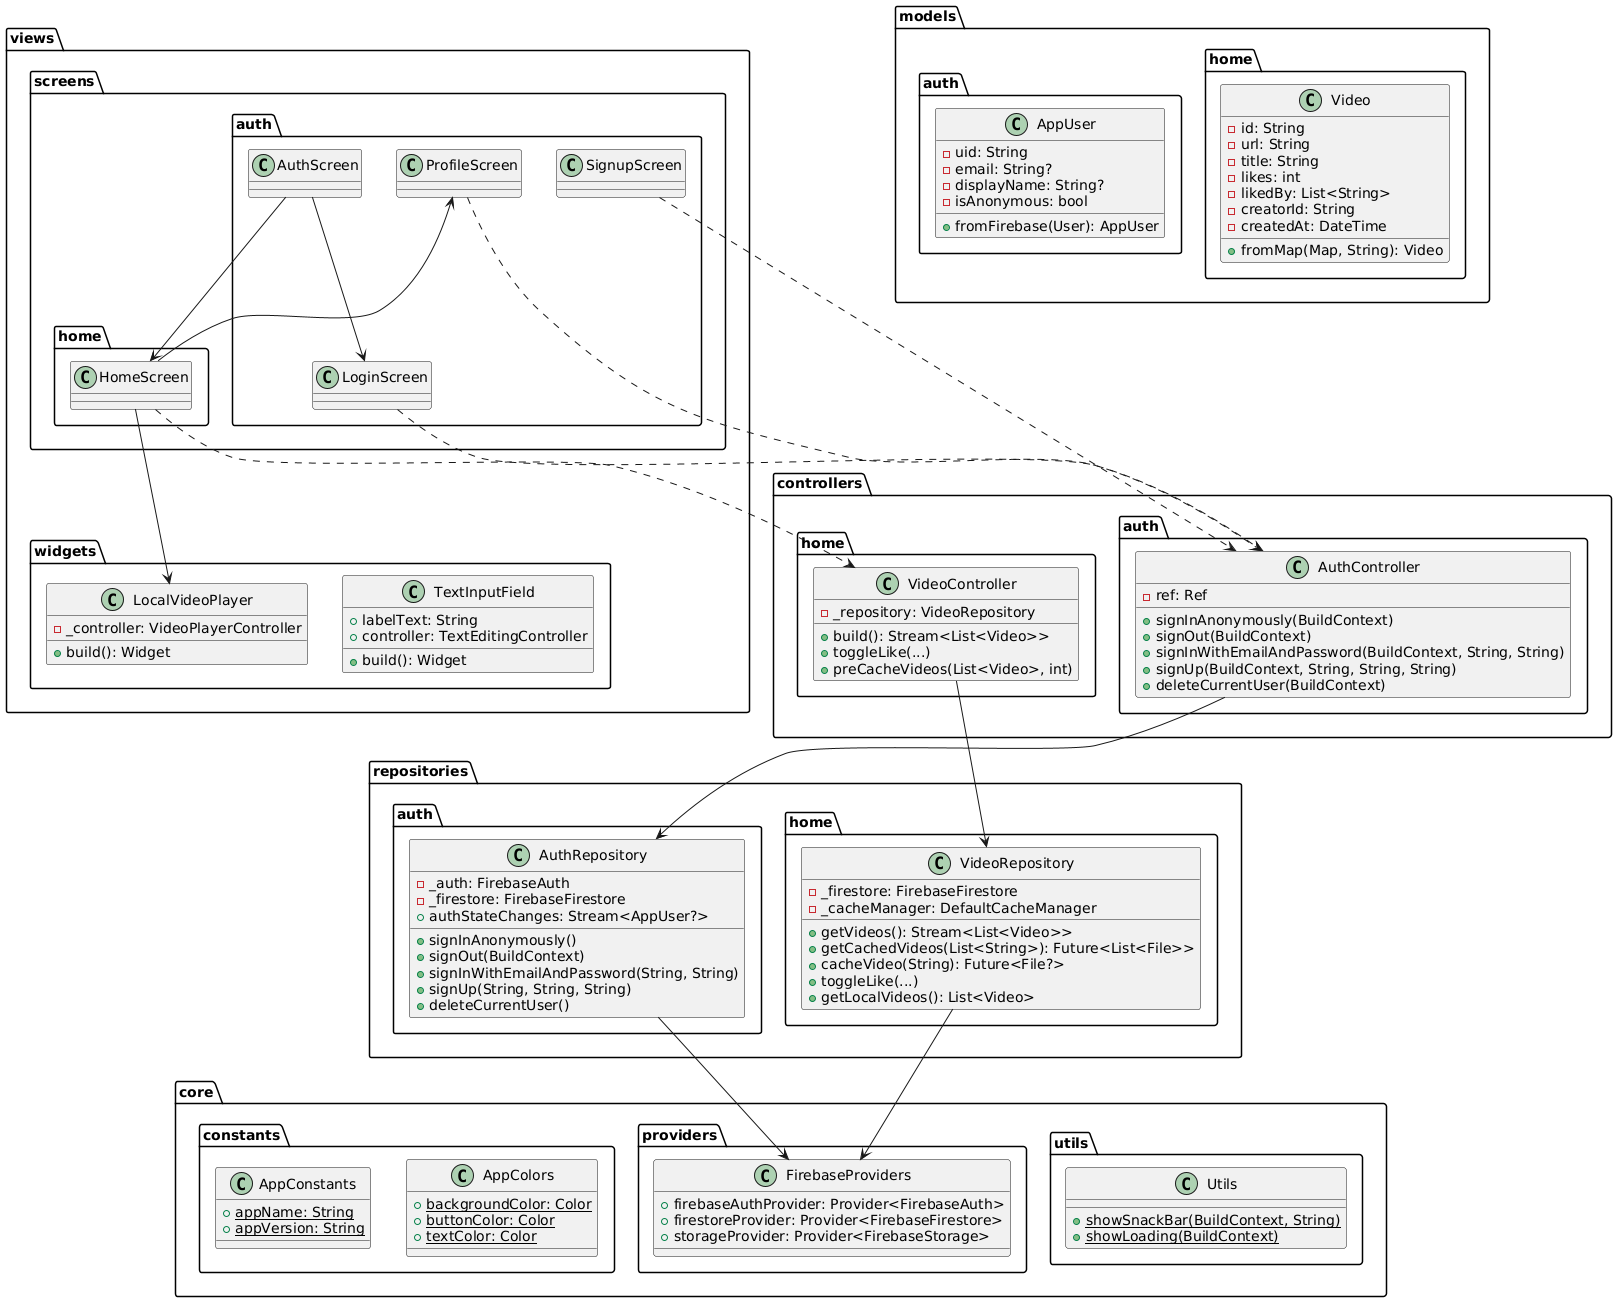 views
screens
auth
AuthScreen
ProfileScreen
SignupScreen
home
HomeScreen
LoginScreen
widgets
LocalVideoPlayer
_controller: VideoPlayerController
build(): Widget
TextInputField
labelText: String
controller: TextEditingController
build(): Widget
models
auth
AppUser
uid: String
email: String?
displayName: String?
isAnonymous: bool
fromFirebase(User): AppUser
home
Video
id: String
url: String
title: String
likes: int
likedBy: List<String>
creatorId: String
createdAt: DateTime
fromMap(Map, String): Video
controllers
home
VideoController
_repository: VideoRepository
build(): Stream<List<Video>>
toggleLike(...)
preCacheVideos(List<Video>, int)
auth
AuthController
ref: Ref
signInAnonymously(BuildContext)
signOut(BuildContext)
signInWithEmailAndPassword(BuildContext, String, String)
signUp(BuildContext, String, String, String)
deleteCurrentUser(BuildContext)
repositories
auth
AuthRepository
_auth: FirebaseAuth
_firestore: FirebaseFirestore
authStateChanges: Stream<AppUser?>
signInAnonymously()
signOut(BuildContext)
signInWithEmailAndPassword(String, String)
signUp(String, String, String)
deleteCurrentUser()
home
VideoRepository
_firestore: FirebaseFirestore
_cacheManager: DefaultCacheManager
getVideos(): Stream<List<Video>>
getCachedVideos(List<String>): Future<List<File>>
cacheVideo(String): Future<File?>
toggleLike(...)
getLocalVideos(): List<Video>
core
constants
AppConstants
appName: String
appVersion: String
AppColors
backgroundColor: Color
buttonColor: Color
textColor: Color
providers
FirebaseProviders
firebaseAuthProvider: Provider<FirebaseAuth>
firestoreProvider: Provider<FirebaseFirestore>
storageProvider: Provider<FirebaseStorage>
utils
Utils
showSnackBar(BuildContext, String)
showLoading(BuildContext)